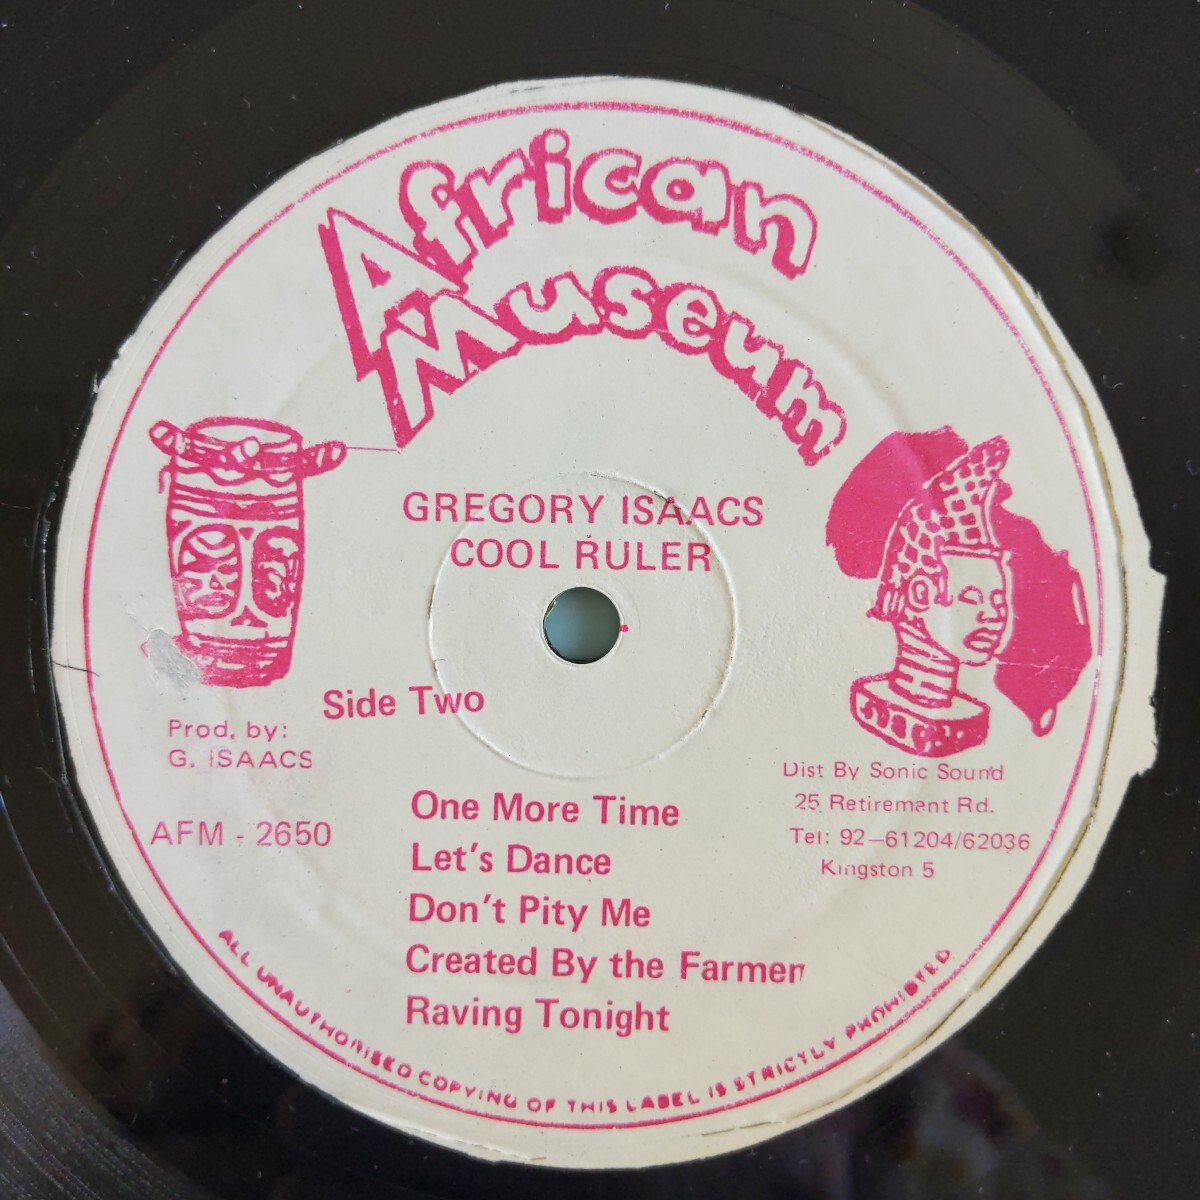 African
Museum
GREGORY ISAACS
COOL RULER
Side Two
Prod. by:
G. ISAACS
AFM - 2650
Dist By Sonic Sound
25 Retirement Rd.
Tel: 92-61204/62036
Kingston 5
One More Time
Let's Dance
Don't Pity Me
Created By the Farmer
Raving Tonight
ALL UNAUTHORISED COPYING OF THIS LABEL IS STRICTLY PROHIBITED